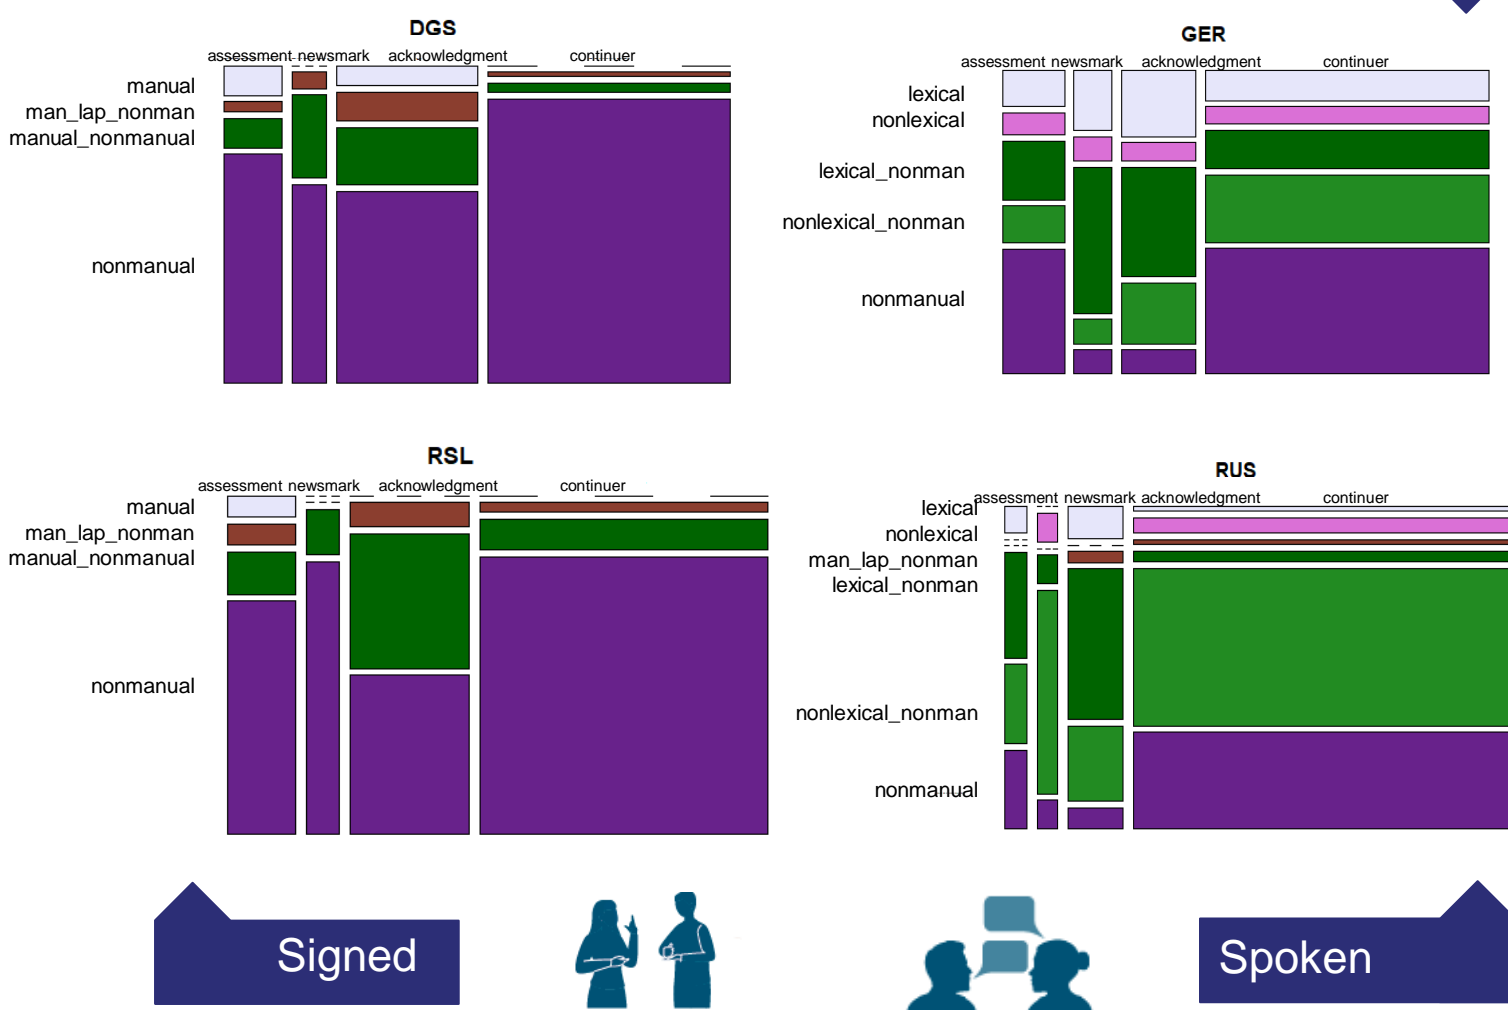 DGS
assessment newsmark acknowledgment continuer
manual
man_lap_nonman
manual_nonmanual
nonmanual
GER
assessment newsmark acknowledgment continuer
lexical
nonlexical
lexical_nonman
nonlexical_nonman
nonmanual
RSL
assessment newsmark acknowledgment continuer
manual
man_lap_nonman
manual_nonmanual
nonmanual
RUS
assessment newsmark acknowledgment continuer
lexical
nonlexical
man_lap_nonman
lexical_nonman
nonlexical_nonman
nonmanual
Signed
Spoken